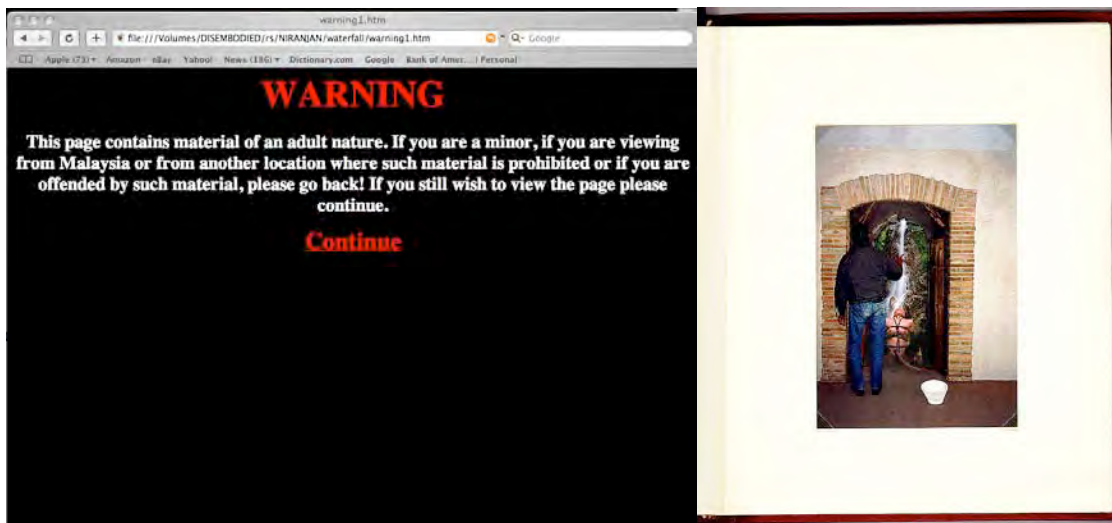 warning1.htm
file:///Volumes/DISEMBODIED/rs/NIRANJAN/waterfall/warning1.htm
Google
Apple (73) Amazon eBay Yahoo! News (186) Dictionary.com Google Bank of Amer... Personal
WARNING
This page contains material of an adult nature. If you are a minor, if you are viewing
from Malaysia or from another location where such material is prohibited or if you are
offended by such material, please go back! If you still wish to view the page please
continue.
Continue